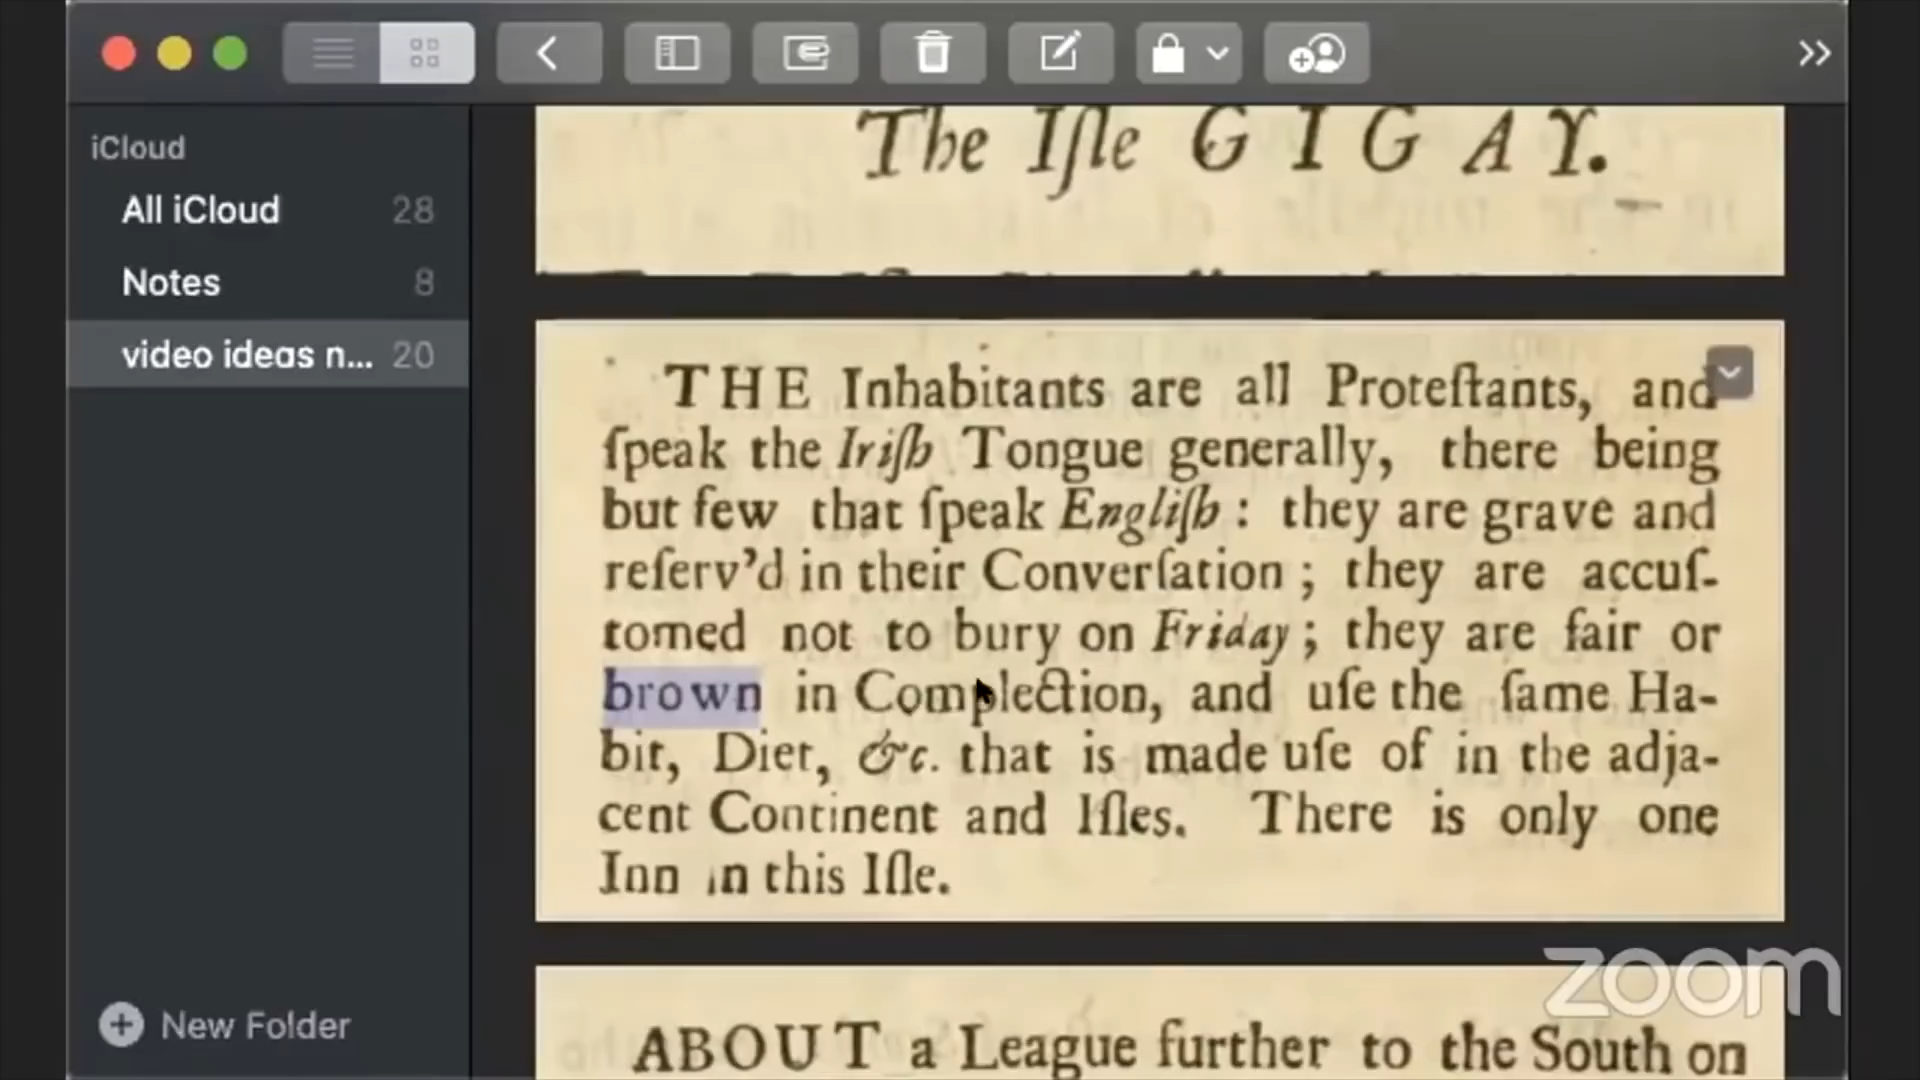 iCloud
All iCloud 28
Notes 8
video ideas n... 20
New Folder
The Iſle GIGAY.
THE Inhabitants are all Proteſtants, and
ſpeak the Iriſh Tongue generally, there being
but few that ſpeak Engliſh : they are grave and
reſerv'd in their Converſation ; they are accuſ-
tomed not to bury on Friday ; they are fair or
brown in Complection, and uſe the ſame Ha-
bit, Diet, &c. that is made uſe of in the adja-
cent Continent and Iſles. There is only one
Inn in this Iſle.
ABOUT a League further to the South on
zoom